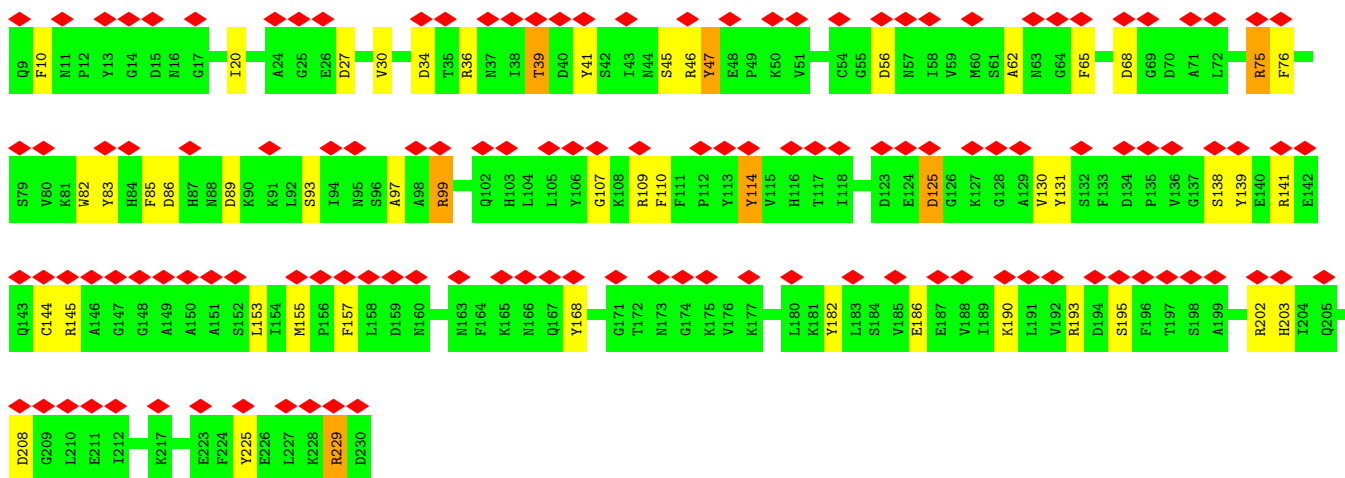 Q9 F10 N11 P12 Y13 G14 D15 N16 G17 I20 A24 G25 E26 D27 V30 D34 T35 R36 N37 I38 T39 D40 Y41 S42 I43 N44 S45 R46 Y47 E48 P49 K50 V51 C54 G55 D56 N57 I58 V59 M60 S61 A62 N63 G64 F65 D68 G69 D70 A71 L72 R75 F76
S79 V80 K81 W82 Y83 H84 F85 D86 H87 N88 D89 K90 K91 L92 S93 I94 N95 S96 A97 A98 R99 Q102 H103 L104 L105 Y106 G107 K108 R109 F110 F111 P112 Y113 Y114 V115 H116 T117 I118 D123 E124 D125 G126 K127 G128 A129 V130 Y131 S132 F133 D134 P135 V136 G137 S138 Y139 E140 R141 E142
Q143 C144 R145 A146 G147 G148 A149 A150 A151 S152 L153 I154 M155 P156 F157 L158 D159 N160 N163 F164 K165 N166 Q167 Y168 G171 T172 N173 G174 K175 V176 K177 L180 K181 Y182 L183 S184 V185 E186 E187 V188 I189 K190 L191 V192 R193 D194 S195 F196 T197 S198 A199 R202 H203 I204 Q205
D208 G209 L210 E211 I212 K217 E223 F224 Y225 E226 L227 K228 R229 D230